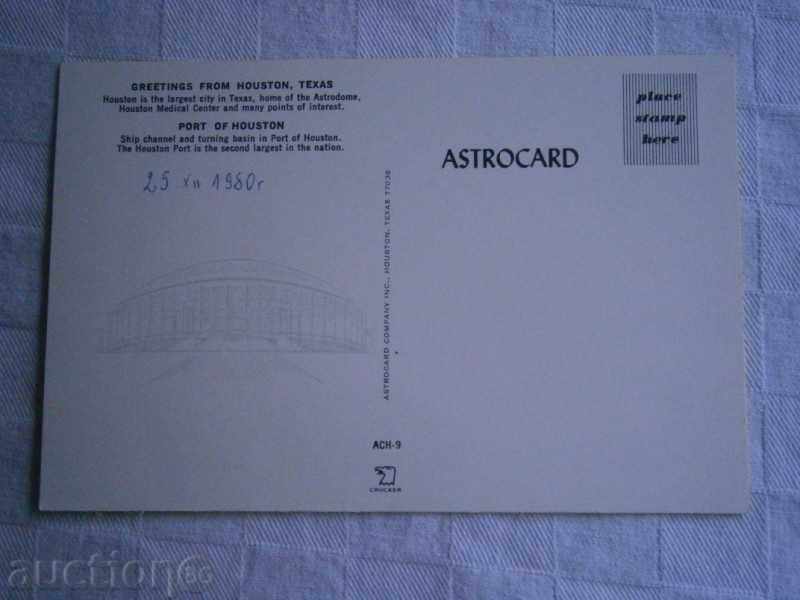 GREETINGS FROM HOUSTON, TEXAS
Houston is the largest city in Texas, home of the Astrodome,
Houston Medical Center and many points of interest.
PORT OF HOUSTON
Ship channel and turning basin in Port of Houston.
The Houston Port is the second largest in the nation.
25 XII 1980г
ASTROCARD COMPANY INC., HOUSTON, TEXAS 77036
ACH-9
CROCKER
ASTROCARD
place
stamp
here
auction66